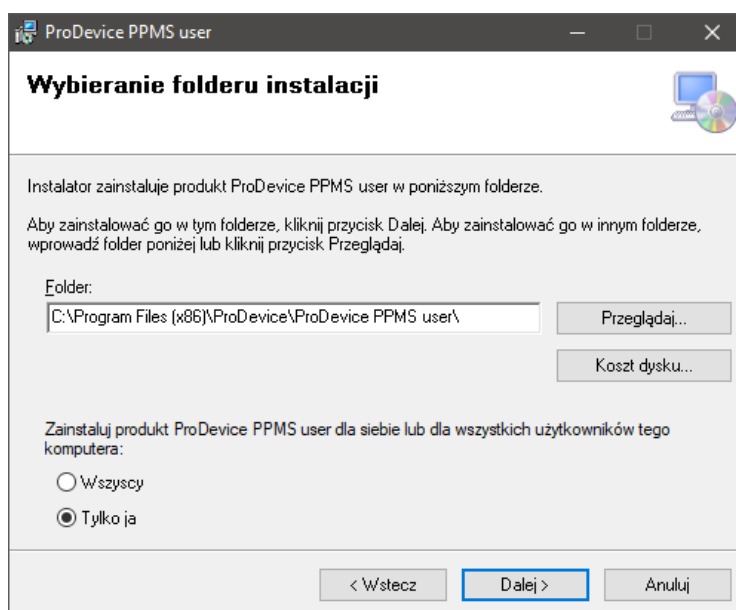 ProDevice PPMS user
Wybieranie folderu instalacji
Instalator zainstaluje produkt ProDevice PPMS user w poniższym folderze.
Aby zainstalować go w tym folderze, kliknij przycisk Dalej. Aby zainstalować go w innym folderze,
wprowadź folder poniżej lub kliknij przycisk Przeglądaj.
Folder:
C:\Program Files (x86)\ProDevice\ProDevice PPMS user\
Przeglądaj...
Koszt dysku...
Zainstaluj produkt ProDevice PPMS user dla siebie lub dla wszystkich użytkowników tego
komputera:
Wszyscy
Tylko ja
< Wstecz
Dalej >
Anuluj